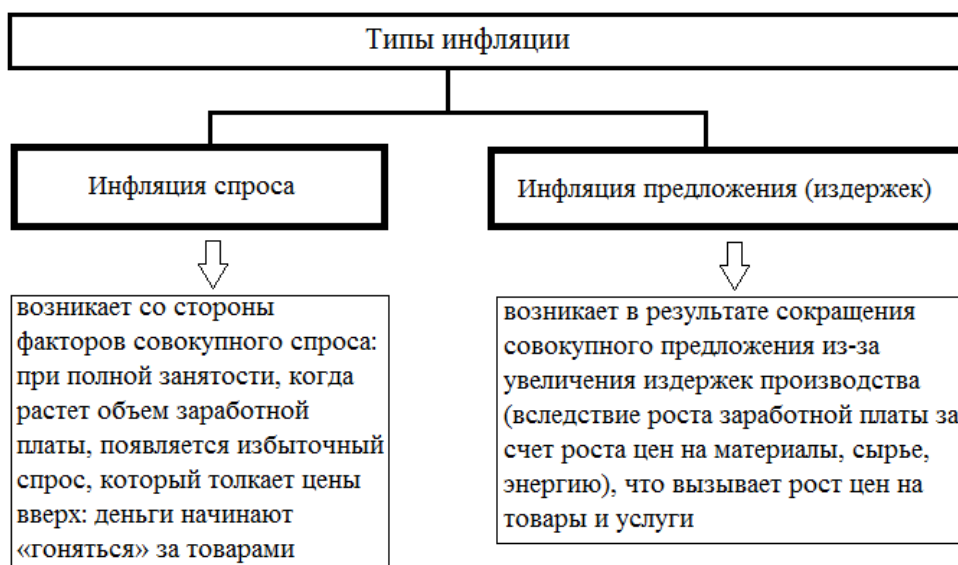 Типы инфляции
Инфляция спроса
Инфляция предложения (издержек)
возникает со стороны
факторов совокупного спроса:
при полной занятости, когда
растет объем заработной
платы, появляется избыточный
спрос, который толкает цены
вверх: деньги начинают
«гоняться» за товарами
возникает в результате сокращения
совокупного предложения из-за
увеличения издержек производства
(вследствие роста заработной платы за
счет роста цен на материалы, сырье,
энергию), что вызывает рост цен на
товары и услуги